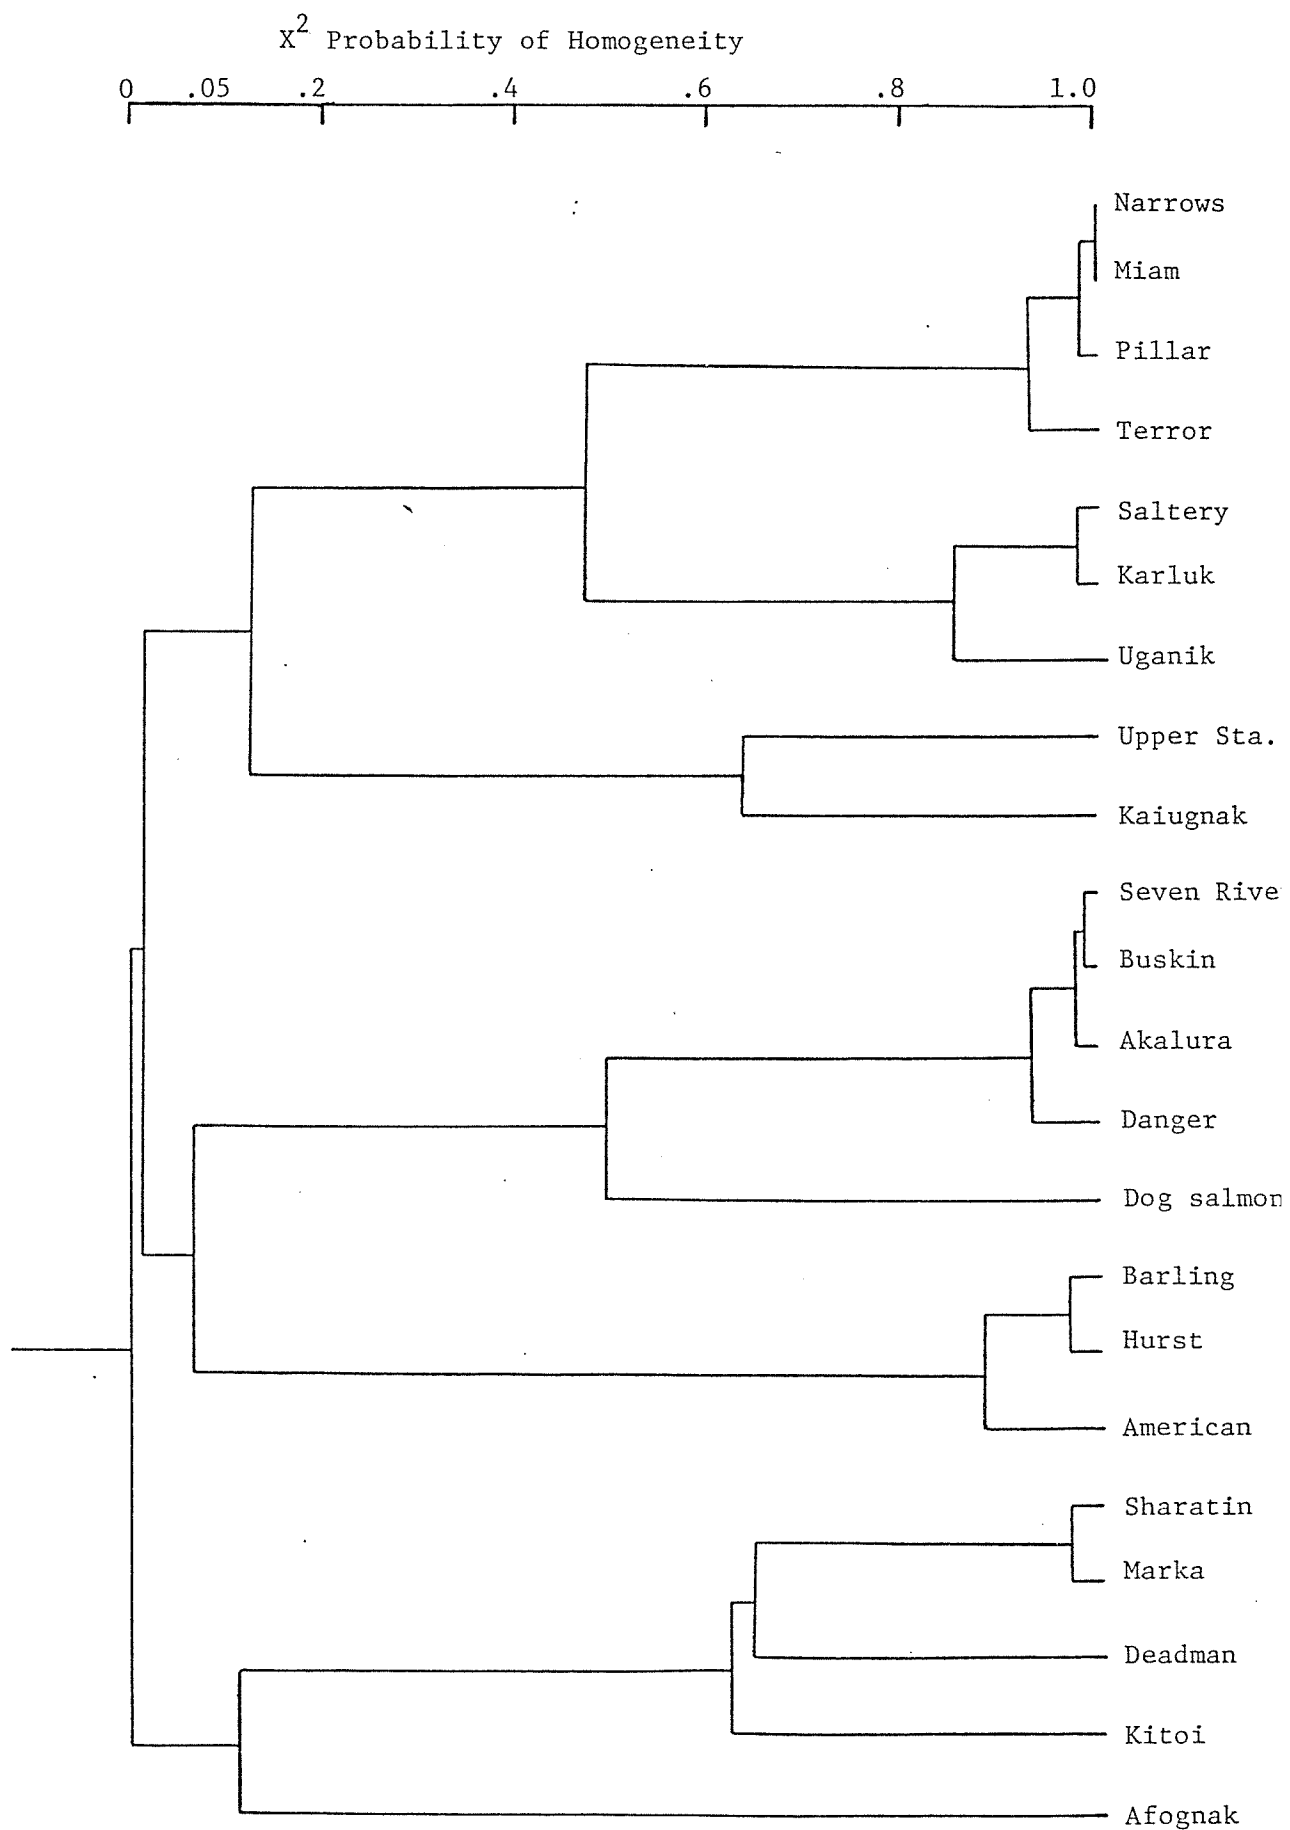 X² Probability of Homogeneity
0 .05 .2 .4 .6 .8 1.0
Narrows
Miam
Pillar
Terror
Saltery
Karluk
Uganik
Upper Sta.
Kaiugnak
Seven Rive
Buskin
Akalura
Danger
Dog salmon
Barling
Hurst
American
Sharatin
Marka
Deadman
Kitoi
Afognak